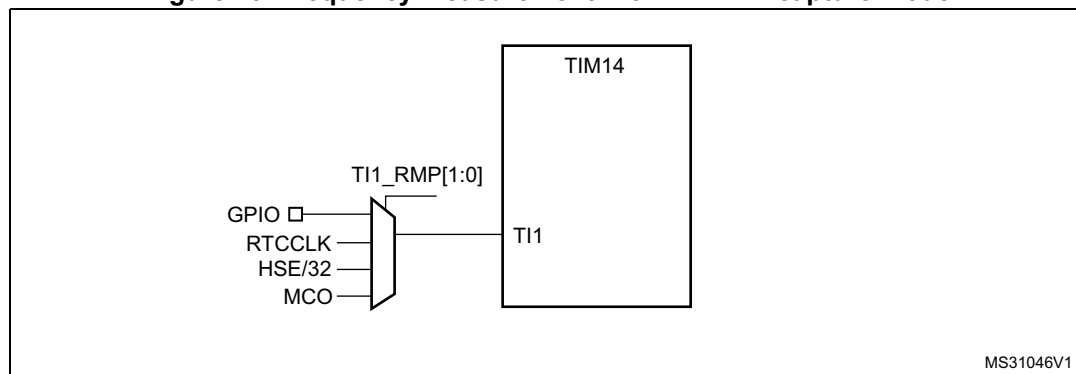 TIM14
TI1_RMP[1:0]
GPIO
RTCCLK
TI1
HSE/32
MCO
MS31046V1